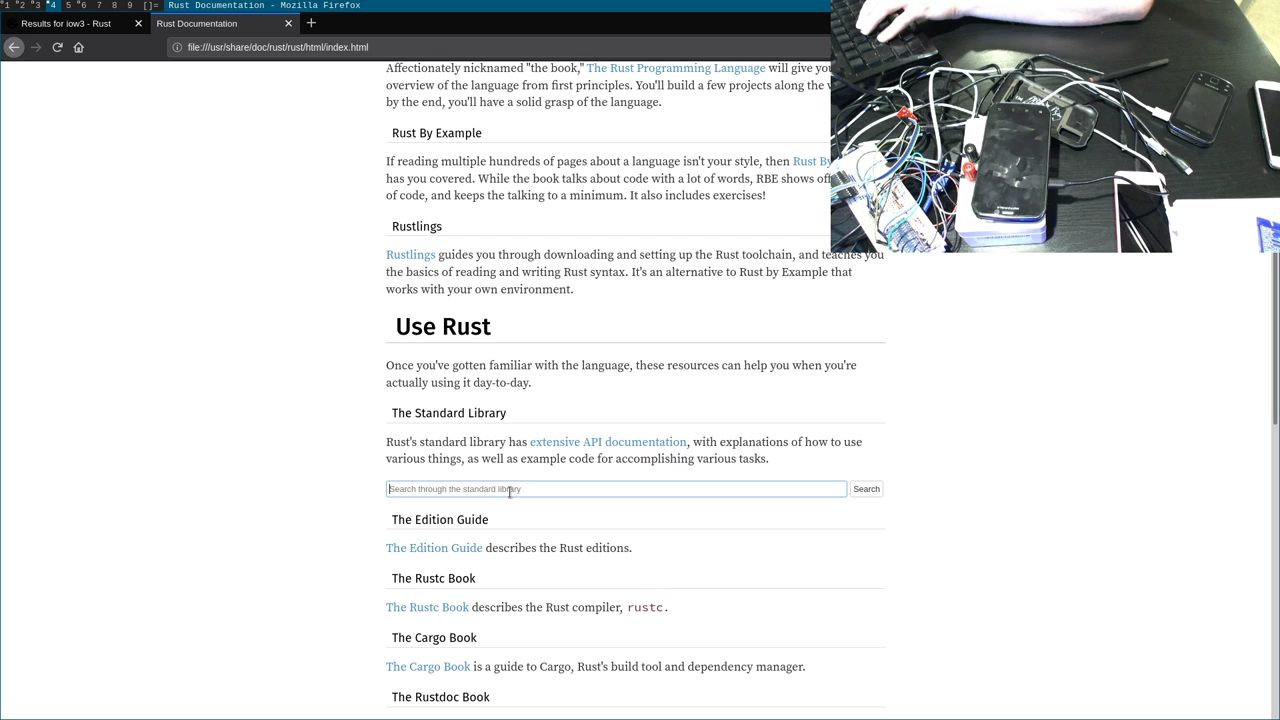 1 2 3 4 5 6 7 8 9 []= Rust Documentation - Mozilla Firefox
Results for iow3 - Rust
Rust Documentation
file:///usr/share/doc/rust/rust/html/index.html
Affectionately nicknamed "the book," The Rust Programming Language will give you
overview of the language from first principles. You'll build a few projects along the
by the end, you'll have a solid grasp of the language.
Rust By Example
If reading multiple hundreds of pages about a language isn't your style, then Rust By
has you covered. While the book talks about code with a lot of words, RBE shows off
of code, and keeps the talking to a minimum. It also includes exercises!
Rustlings
Rustlings guides you through downloading and setting up the Rust toolchain, and teaches you
the basics of reading and writing Rust syntax. It's an alternative to Rust by Example that
works with your own environment.
Use Rust
Once you've gotten familiar with the language, these resources can help you when you're
actually using it day-to-day.
The Standard Library
Rust's standard library has extensive API documentation, with explanations of how to use
various things, as well as example code for accomplishing various tasks.
Search through the standard library
Search
The Edition Guide
The Edition Guide describes the Rust editions.
The Rustc Book
The Rustc Book describes the Rust compiler, rustc.
The Cargo Book
The Cargo Book is a guide to Cargo, Rust's build tool and dependency manager.
The Rustdoc Book